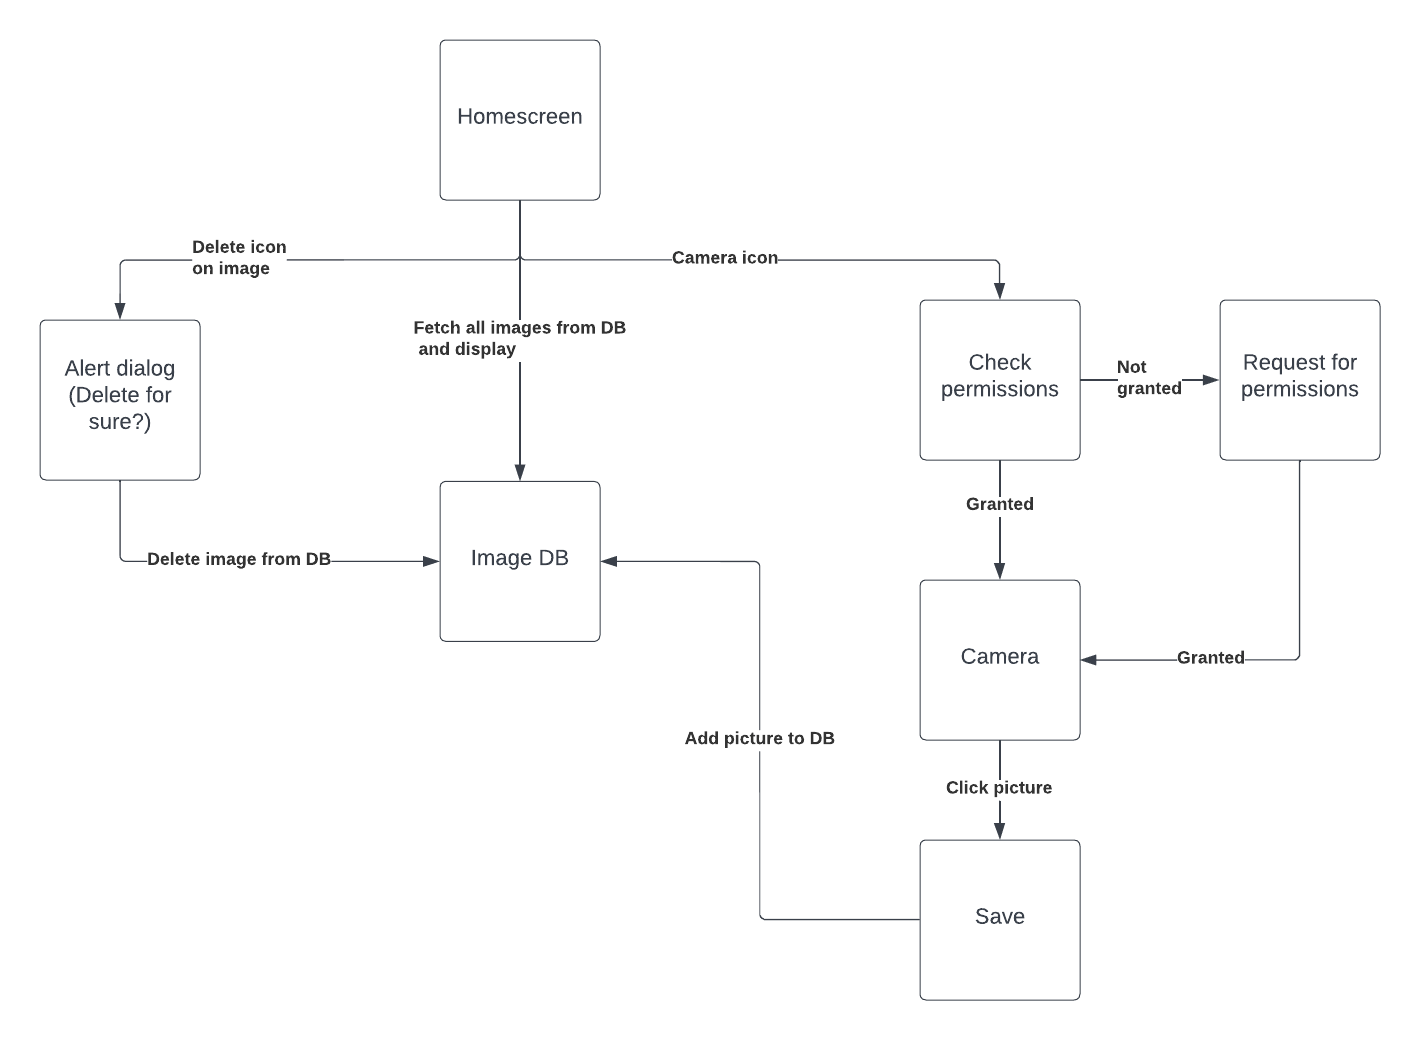 Homescreen
Delete icon
on image
Camera icon
Fetch all images from DB
and display
Alert dialog
(Delete for
sure?)
Check
permissions
Not
granted
Request for
permissions
Granted
Delete image from DB
Image DB
Camera
Granted
Add picture to DB
Click picture
Save